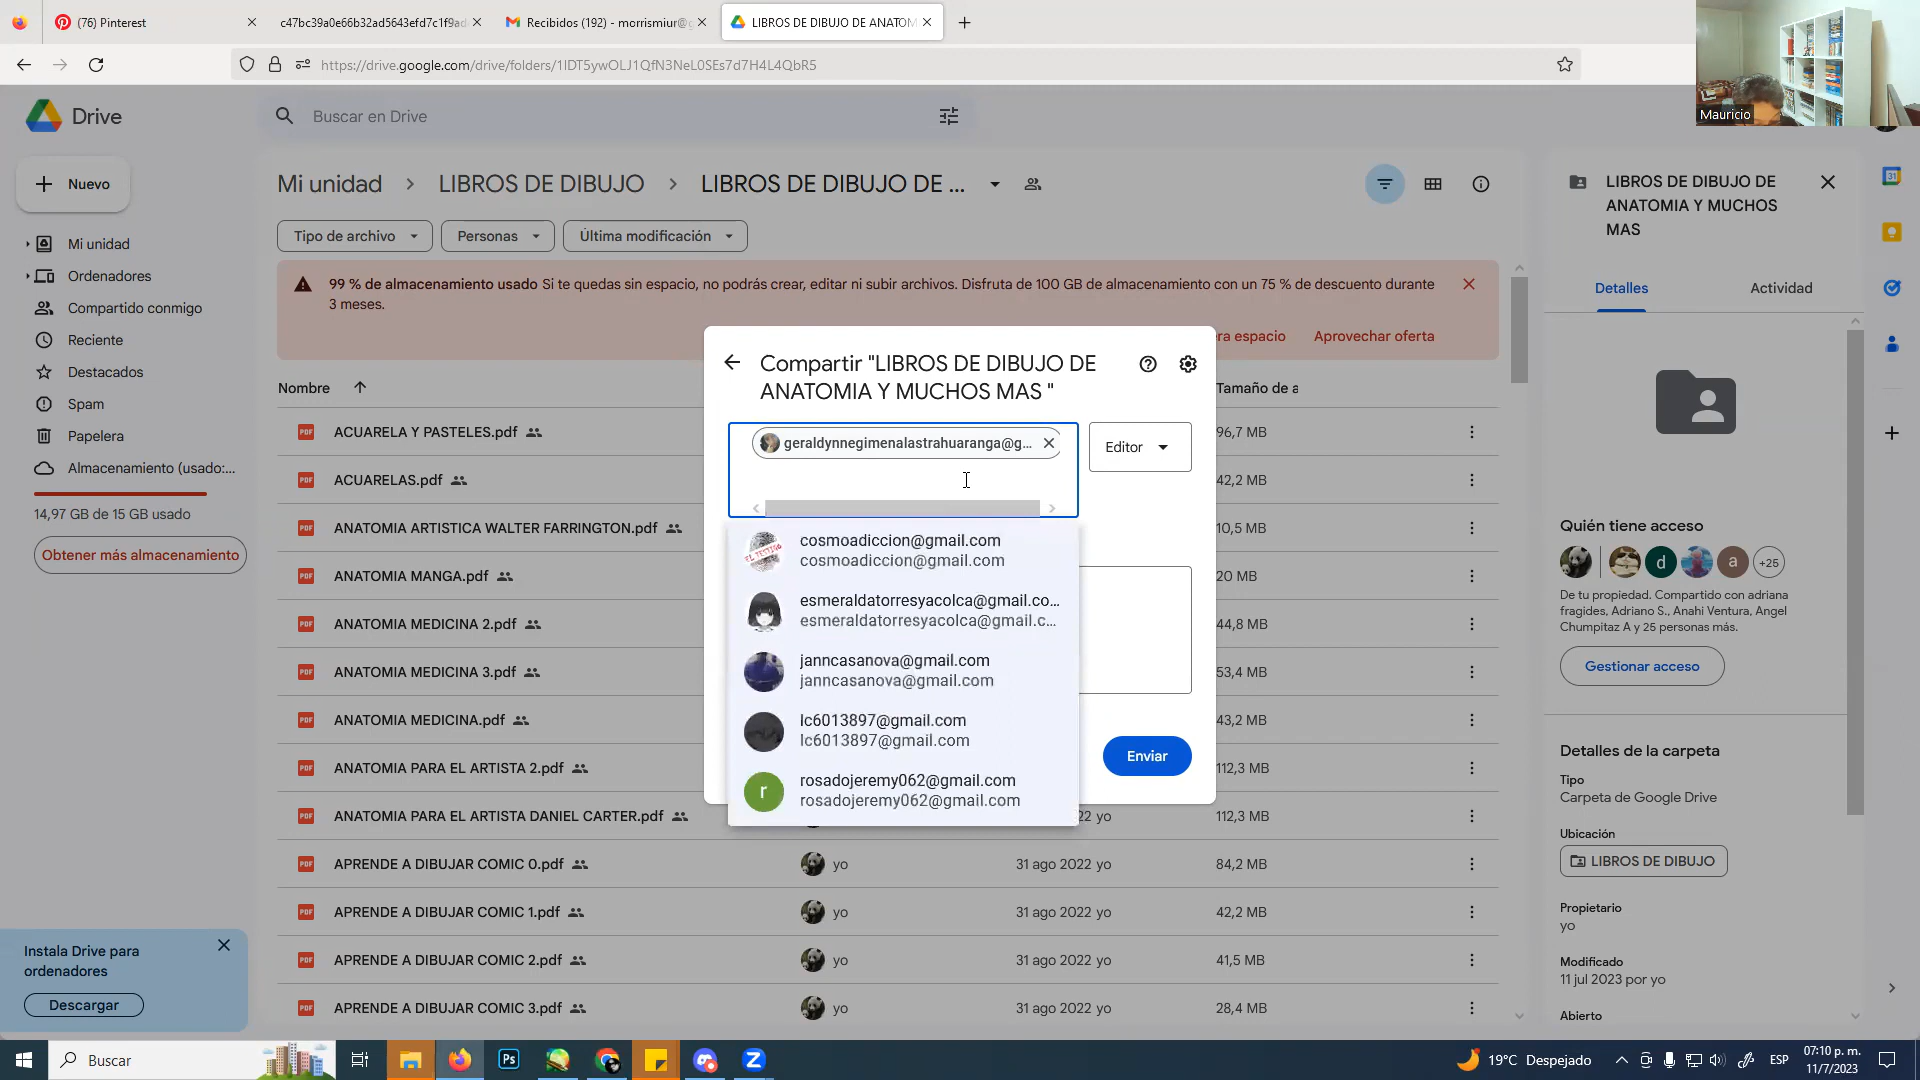 (76) Pinterest
c47bc39a0e66b32ad5643efd7c1f9ad
Recibidos (192) - morrismiur@g
LIBROS DE DIBUJO DE ANATOM
https://drive.google.com/drive/folders/1IDT5ywOLJ1QfN3NeL0SEs7d7H4L4QbR5
Mauricio
Drive
Buscar en Drive
Nuevo
Mi unidad
Ordenadores
Compartido conmigo
Reciente
Destacados
Spam
Papelera
Almacenamiento (usado:...
14,97 GB de 15 GB usado
Obtener más almacenamiento
Instala Drive para
ordenadores
Descargar
Mi unidad > LIBROS DE DIBUJO > LIBROS DE DIBUJO DE ...
Tipo de archivo
Personas
Última modificación
99 % de almacenamiento usado Si te quedas sin espacio, no podrás crear, editar ni subir archivos. Disfruta de 100 GB de almacenamiento con un 75 % de descuento durante
3 meses.
era espacio
Aprovechar oferta
Nombre
Tamaño de a
ACUARELA Y PASTELES.pdf
96,7 MB
ACUARELAS.pdf
42,2 MB
ANATOMIA ARTISTICA WALTER FARRINGTON.pdf
10,5 MB
ANATOMIA MANGA.pdf
20 MB
ANATOMIA MEDICINA 2.pdf
44,8 MB
ANATOMIA MEDICINA 3.pdf
53,4 MB
ANATOMIA MEDICINA.pdf
43,2 MB
ANATOMIA PARA EL ARTISTA 2.pdf
112,3 MB
ANATOMIA PARA EL ARTISTA DANIEL CARTER.pdf
22 yo
112,3 MB
APRENDE A DIBUJAR COMIC 0.pdf
yo
31 ago 2022 yo
84,2 MB
APRENDE A DIBUJAR COMIC 1.pdf
yo
31 ago 2022 yo
42,2 MB
APRENDE A DIBUJAR COMIC 2.pdf
yo
31 ago 2022 yo
41,5 MB
APRENDE A DIBUJAR COMIC 3.pdf
yo
31 ago 2022 yo
28,4 MB
Compartir "LIBROS DE DIBUJO DE
ANATOMIA Y MUCHOS MAS "
geraldynnegimenalastrahuaranga@g...
Editor
cosmoadiccion@gmail.com
cosmoadiccion@gmail.com
esmeraldatorresyacolca@gmail.co...
esmeraldatorresyacolca@gmail.c...
janncasanova@gmail.com
janncasanova@gmail.com
lc6013897@gmail.com
lc6013897@gmail.com
r
rosadojeremy062@gmail.com
rosadojeremy062@gmail.com
Enviar
LIBROS DE DIBUJO DE
ANATOMIA Y MUCHOS
MAS
Detalles
Actividad
Quién tiene acceso
d
a
+25
De tu propiedad. Compartido con adriana
fragides, Adriano S., Anahi Ventura, Angel
Chumpitaz A y 25 personas más.
Gestionar acceso
Detalles de la carpeta
Tipo
Carpeta de Google Drive
Ubicación
LIBROS DE DIBUJO
Propietario
yo
Modificado
11 jul 2023 por yo
Abierto
31
Buscar
Ps
19°C Despejado
ESP
07:10 p. m.
11/7/2023